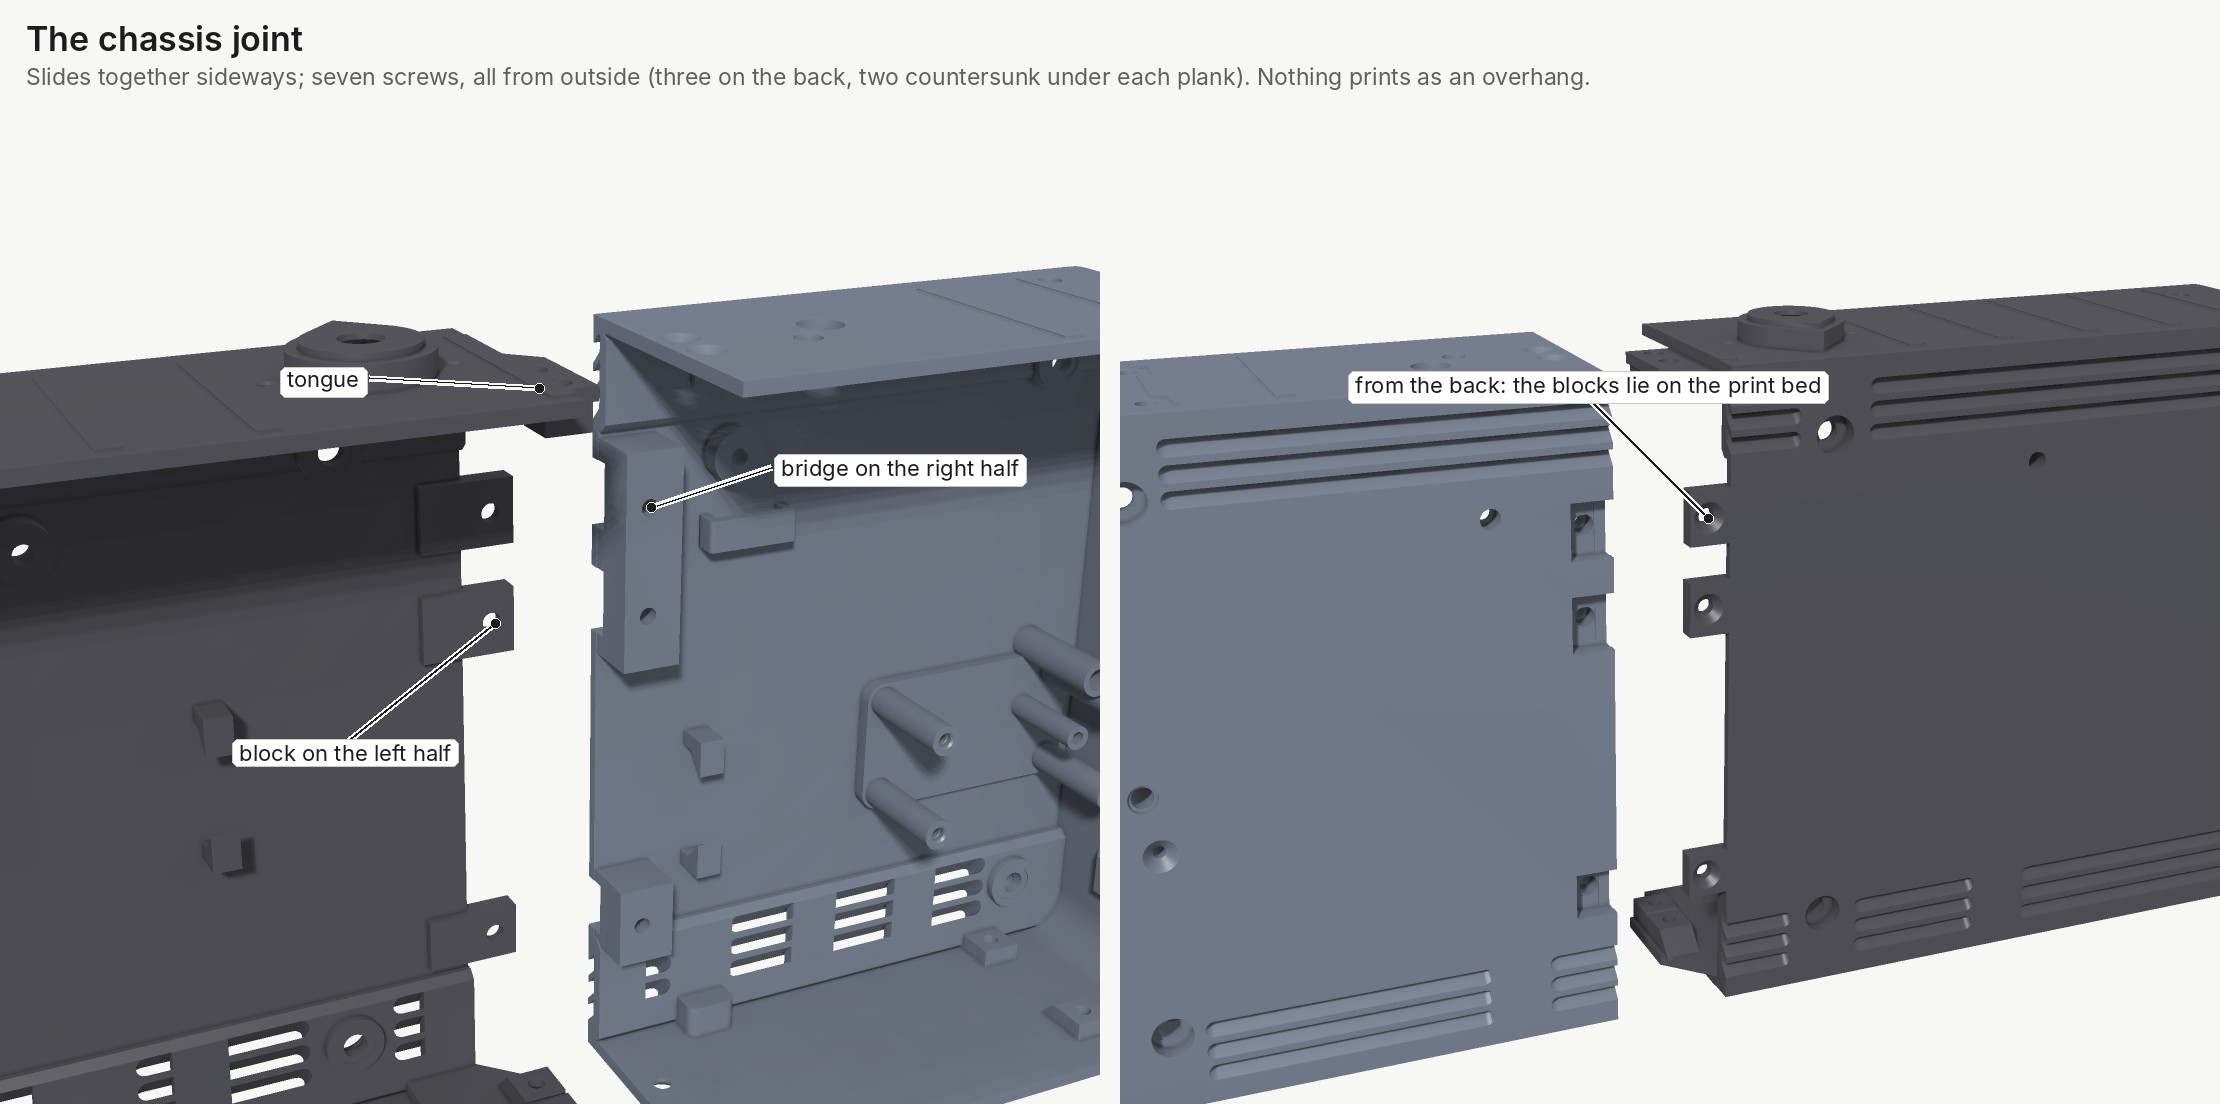 The chassis joint
Slides together sideways; seven screws, all from outside (three on the back, two countersunk under each plank). Nothing prints as an overhang.
tongue
bridge on the right half
block on the left half
from the back: the blocks lie on the print bed